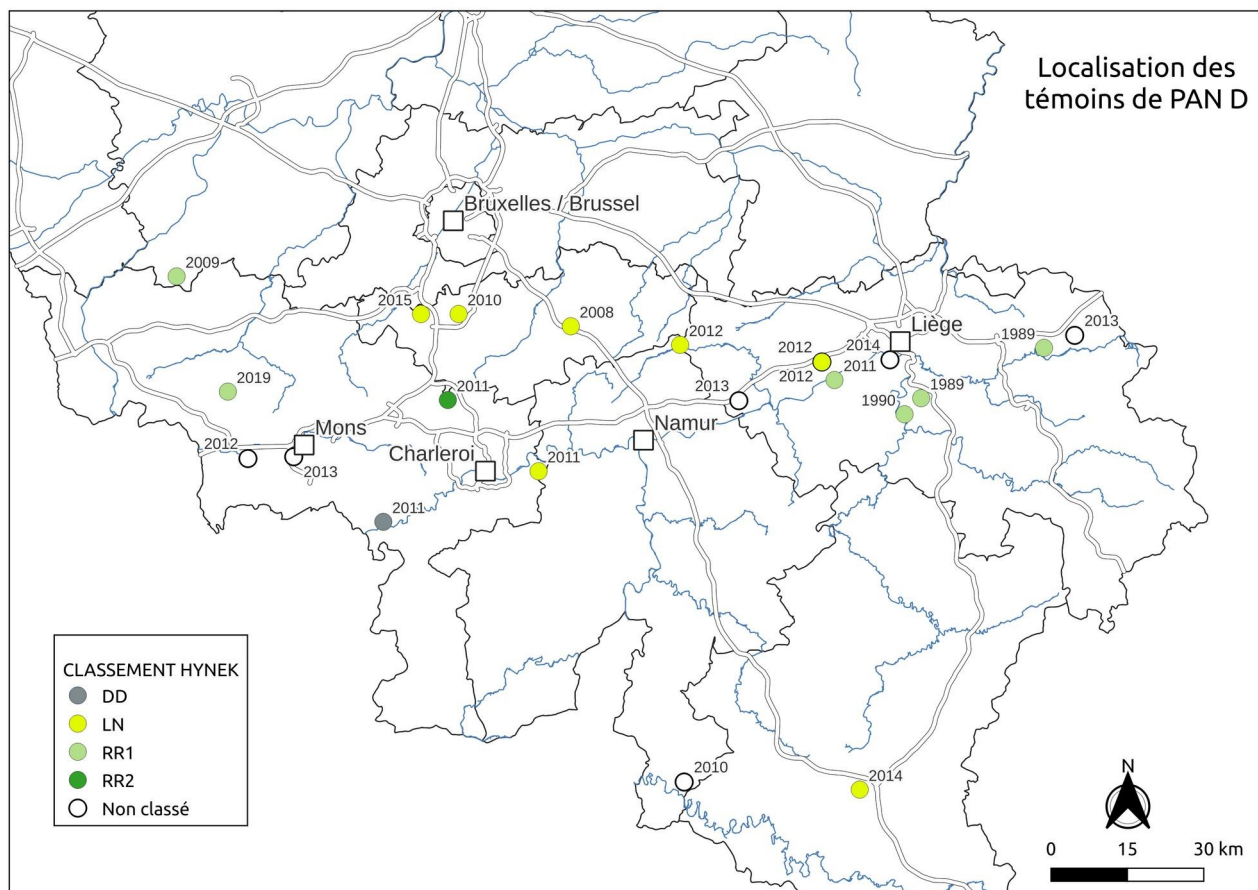 Localisation des
témoins de PAN D
Bruxelles / Brussel
2009
2015
2010
2008
2012
Liège
2014
1989
2013
2012
2012
2011
2019
2011
2013
1989
1990
Mons
Namur
2012
Charleroi
2013
2011
2011
CLASSEMENT HYNEK
DD
LN
RR1
RR2
Non classé
2010
2014
N
0 15 30 km